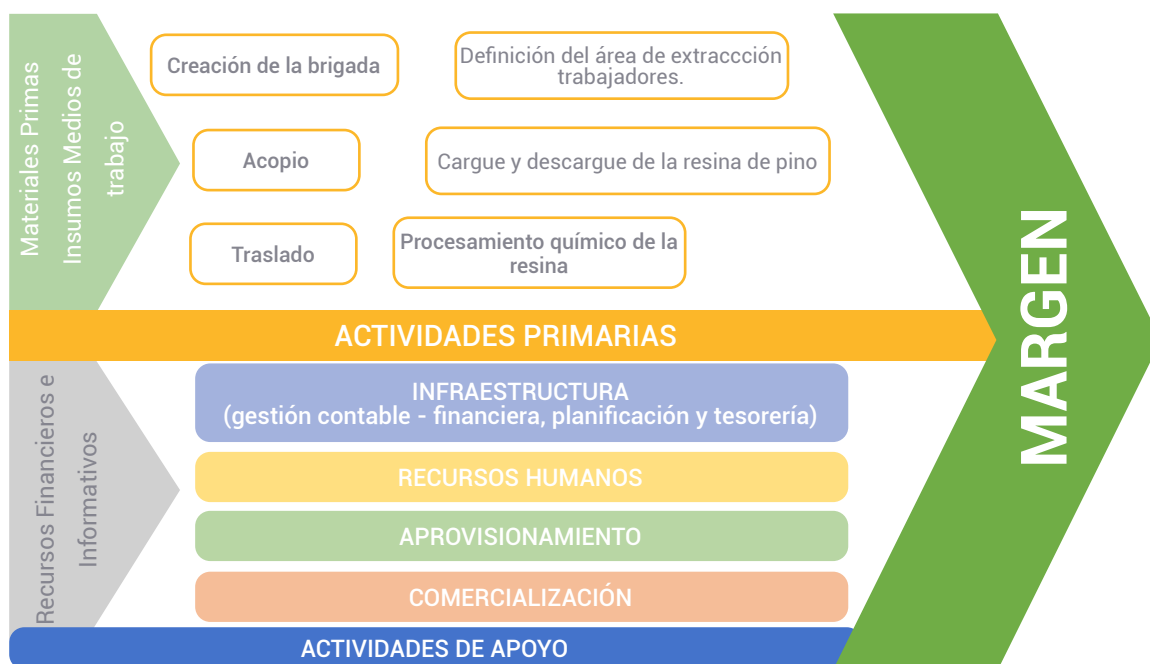 Materiales Primas
Insumos Medios de
trabajo
Creación de la brigada
Definición del área de extraccción
trabajadores.
Acopio
Cargue y descargue de la resina de pino
Traslado
Procesamiento químico de la
resina
ACTIVIDADES PRIMARIAS
MARGEN
Recursos Financieros e
Informativos
INFRAESTRUCTURA
(gestión contable - financiera, planificación y tesorería)
RECURSOS HUMANOS
APROVISIONAMIENTO
COMERCIALIZACIÓN
ACTIVIDADES DE APOYO